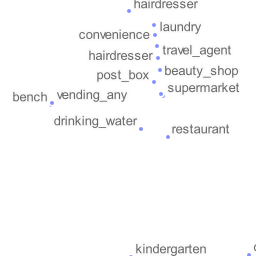 hairdresser
laundry
convenience
travel_agent
hairdresser
beauty_shop
post_box
supermarket
bench
vending_any
drinking_water
restaurant
kindergarten